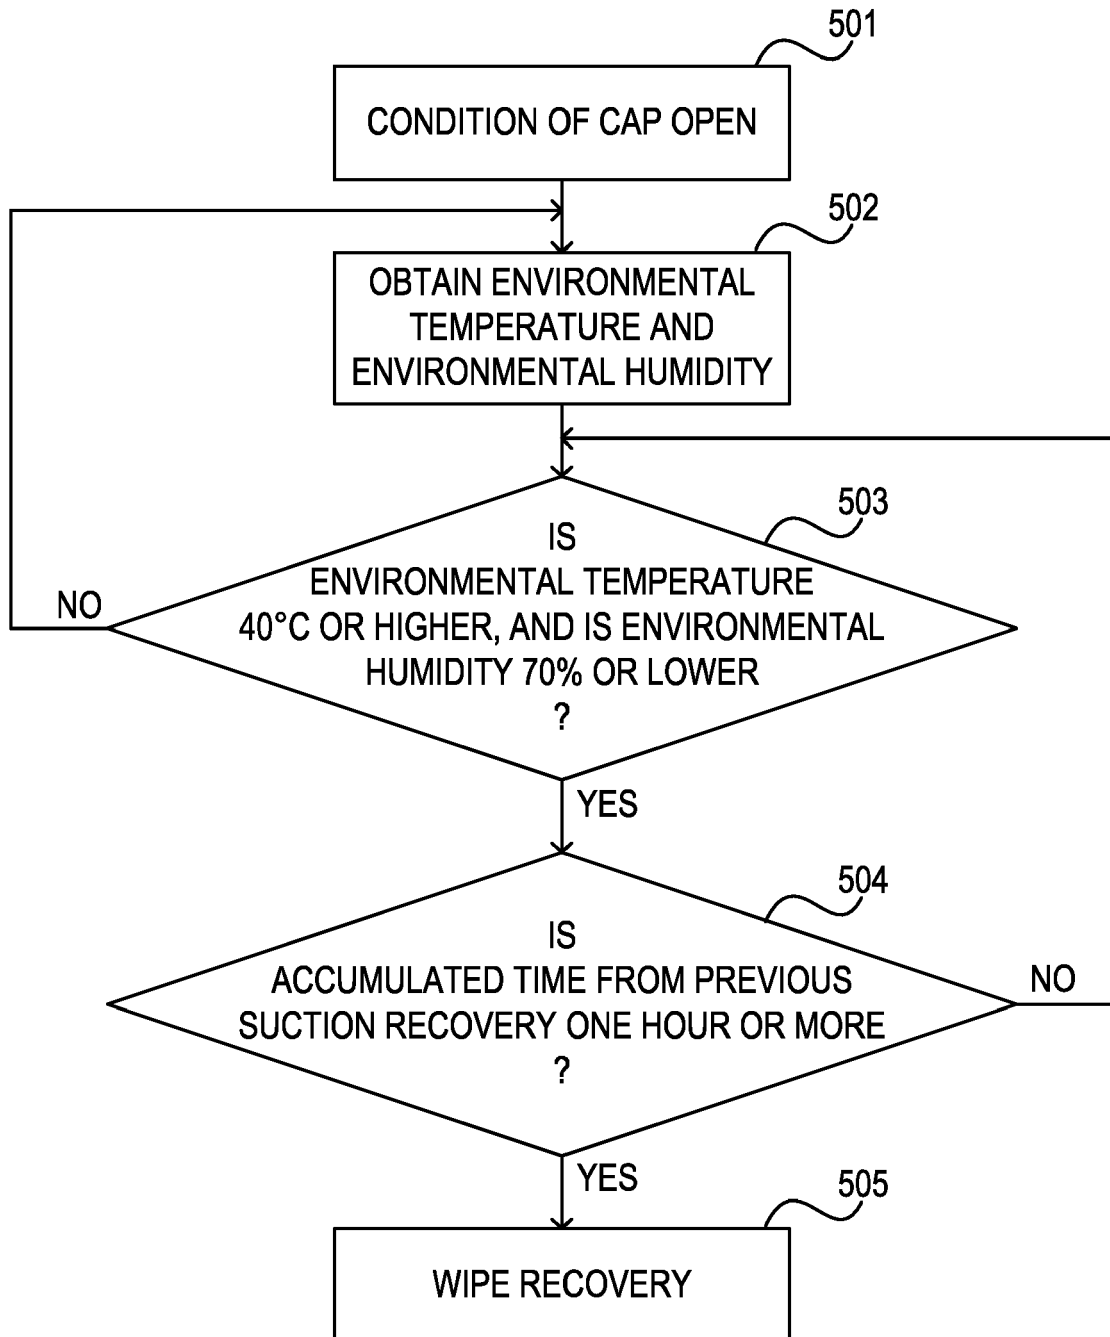 501
CONDITION OF CAP OPEN
502
OBTAIN ENVIRONMENTAL
TEMPERATURE AND
ENVIRONMENTAL HUMIDITY
503
IS
ENVIRONMENTAL TEMPERATURE
40°C OR HIGHER, AND IS ENVIRONMENTAL
HUMIDITY 70% OR LOWER
?
NO
YES
504
IS
ACCUMULATED TIME FROM PREVIOUS
SUCTION RECOVERY ONE HOUR OR MORE
?
NO
YES
505
WIPE RECOVERY